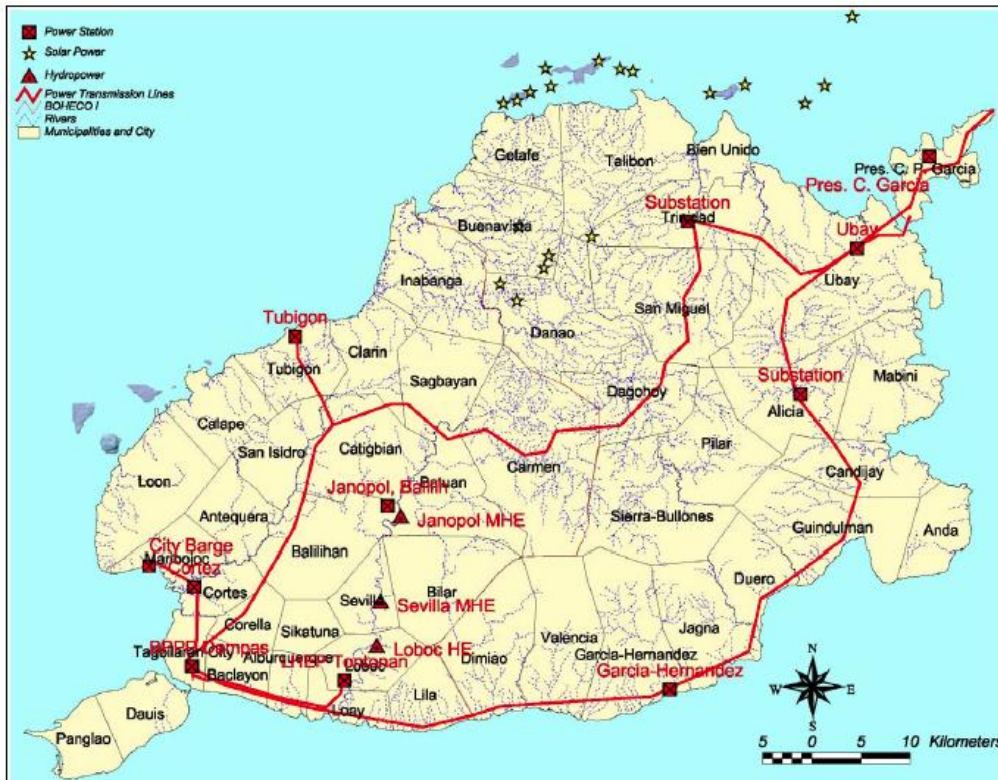 Power Station
Solar Power
Hydropower
Power Transmission Lines
BOHECO I
Rivers
Municipalities and City
Getafe
Talibon
Bien Unido
Pres. C. P. Garcia
Pres. C. Garcia
Substation
Trinidad
Buenavista
Ubay
Ubay
Inabanga
San Miguel
Danao
Tubigon
Tubigon
Clarin
Sagbayan
Dagohoy
Substation
Alicia
Mabini
Calape
San Isidro
Catigbian
Carmen
Pilar
Candijay
Loon
Antequera
Janopol, Balilin
Batuan
Janopol MHE
Sierra-Bullones
Guindulman
Anda
City Barge
Maribojoc
Cortez
Cortes
Balilihan
Bilar
Duero
Sevilla
Sevilla MHE
Corella
Sikatuna
Valencia
Jagna
Loboc HE
Tagbilaran City
Alburquerque
Loboc
Dimiao
Garcia-Hernandez
Garcia-Hernandez
Baclayon
Lila
Loay
Dauis
Panglao
N
W
E
S
5 0 5 10 Kilometers